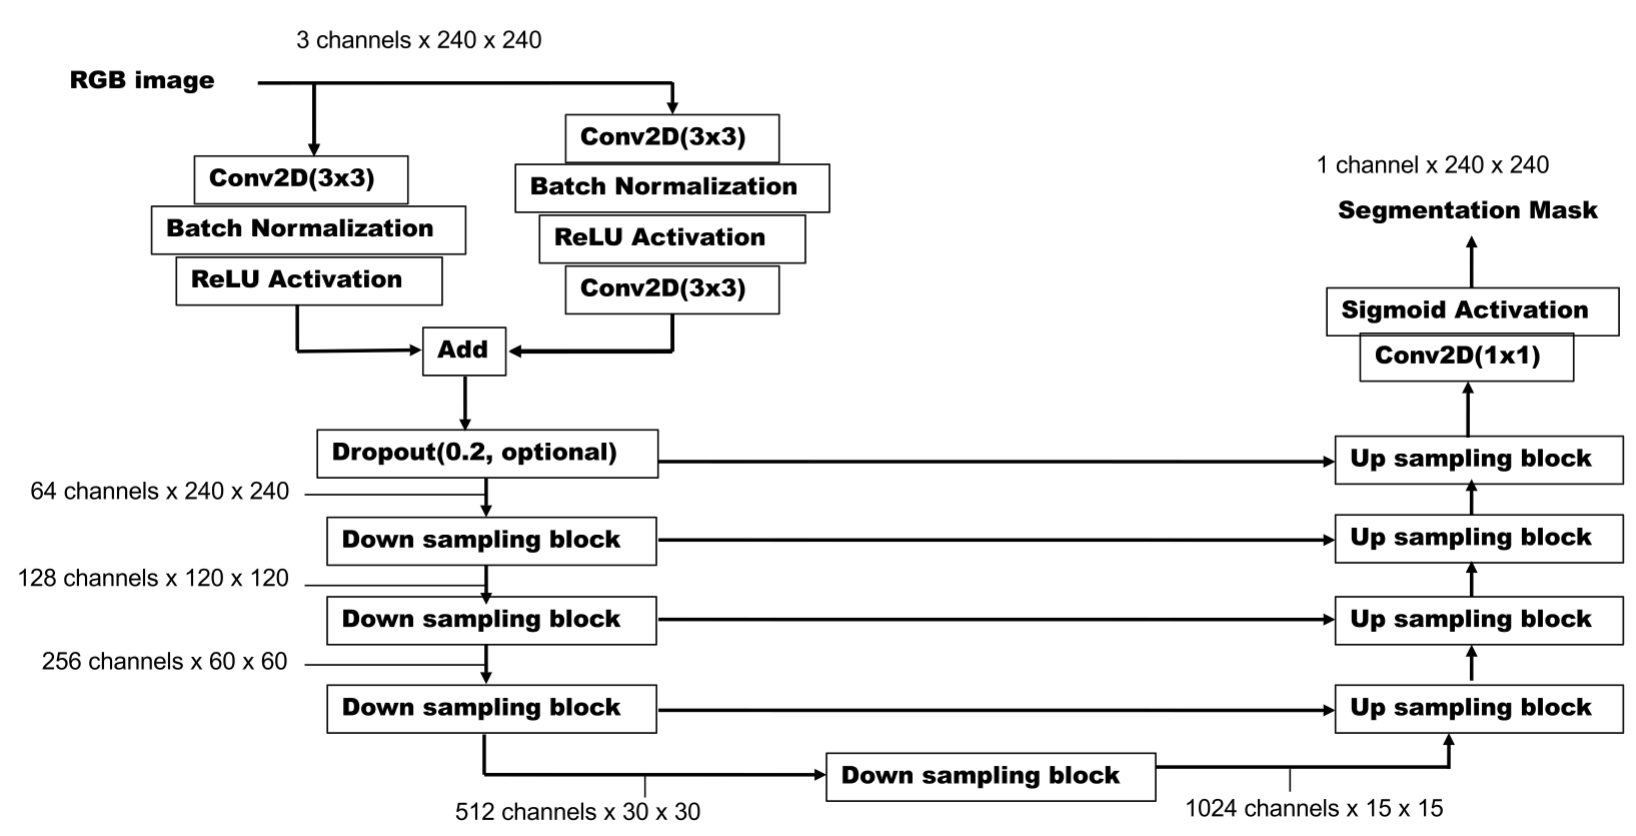 3 channels x 240 x 240
RGB image
Conv2D(3x3)
Batch Normalization
ReLU Activation
Conv2D(3x3)
Batch Normalization
ReLU Activation
Conv2D(3x3)
Add
Dropout(0.2, optional)
64 channels x 240 x 240
Down sampling block
128 channels x 120 x 120
Down sampling block
256 channels x 60 x 60
Down sampling block
512 channels x 30 x 30
Down sampling block
1024 channels x 15 x 15
Up sampling block
Up sampling block
Up sampling block
Up sampling block
Conv2D(1x1)
Sigmoid Activation
Segmentation Mask
1 channel x 240 x 240